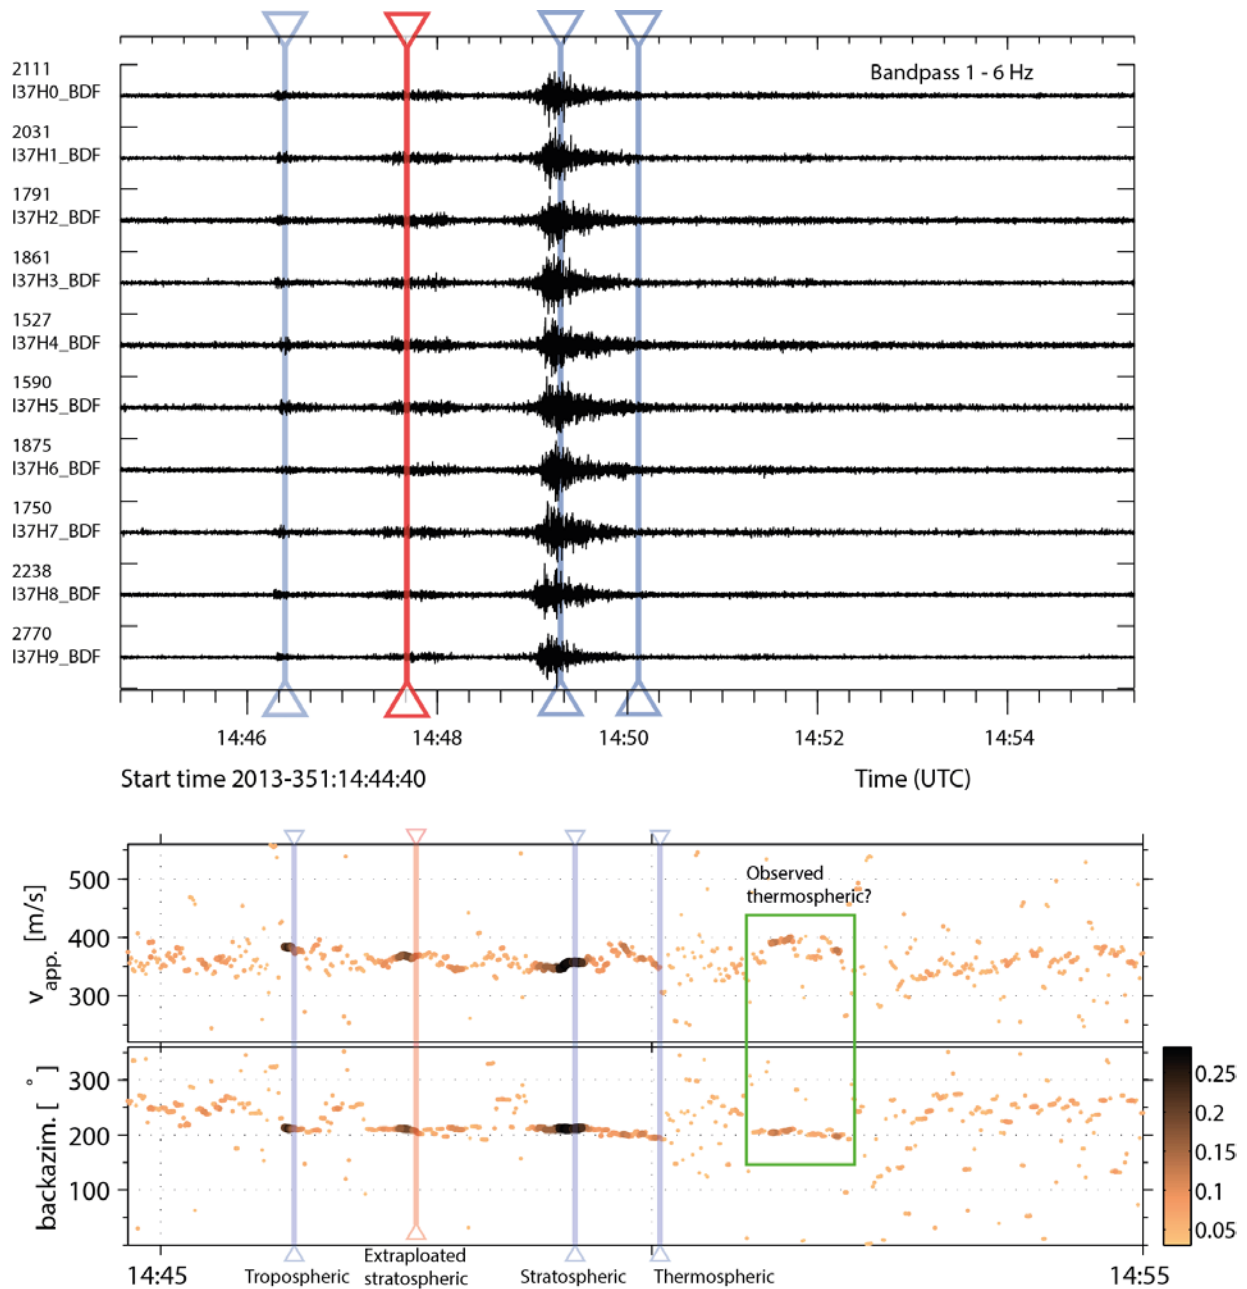 Bandpass 1 - 6 Hz
2111
I37H0_BDF
2031
I37H1_BDF
1791
I37H2_BDF
1861
I37H3_BDF
1527
I37H4_BDF
1590
I37H5_BDF
1875
I37H6_BDF
1750
I37H7_BDF
2238
I37H8_BDF
2770
I37H9_BDF
14:46 14:48 14:50 14:52 14:54
Start time 2013-351:14:44:40 Time (UTC)
Observed
thermospheric?
v app. [m/s]
500
400
300
backazim. [ ° ]
300
200
100
0.25
0.2
0.15
0.1
0.05
14:45
Tropospheric
Extraploated
stratospheric
Stratospheric
Thermospheric
14:55